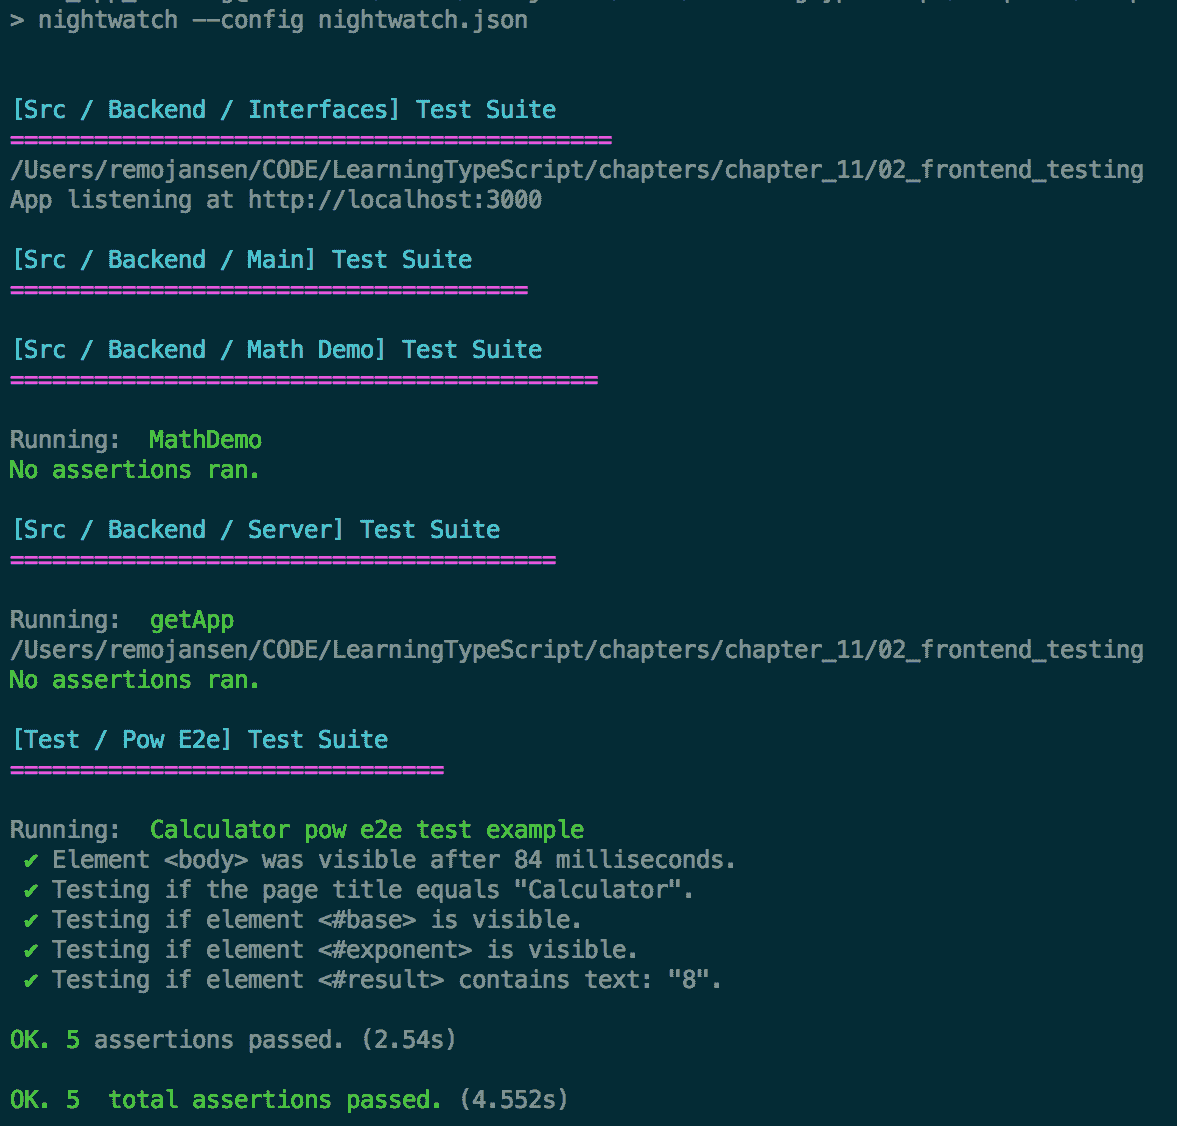 > nightwatch --config nightwatch.json
[Src / Backend / Interfaces] Test Suite
===========================================
/Users/remojansen/CODE/LearningTypeScript/chapters/chapter_11/02_frontend_testing
App listening at http://localhost:3000
[Src / Backend / Main] Test Suite
=====================================
[Src / Backend / Math Demo] Test Suite
==========================================
Running:  MathDemo
No assertions ran.
[Src / Backend / Server] Test Suite
=======================================
Running:  getApp
/Users/remojansen/CODE/LearningTypeScript/chapters/chapter_11/02_frontend_testing
No assertions ran.
[Test / Pow E2e] Test Suite
===============================
Running:  Calculator pow e2e test example
✔ Element <body> was visible after 84 milliseconds.
✔ Testing if the page title equals "Calculator".
✔ Testing if element <#base> is visible.
✔ Testing if element <#exponent> is visible.
✔ Testing if element <#result> contains text: "8".
OK. 5 assertions passed. (2.54s)
OK. 5  total assertions passed. (4.552s)